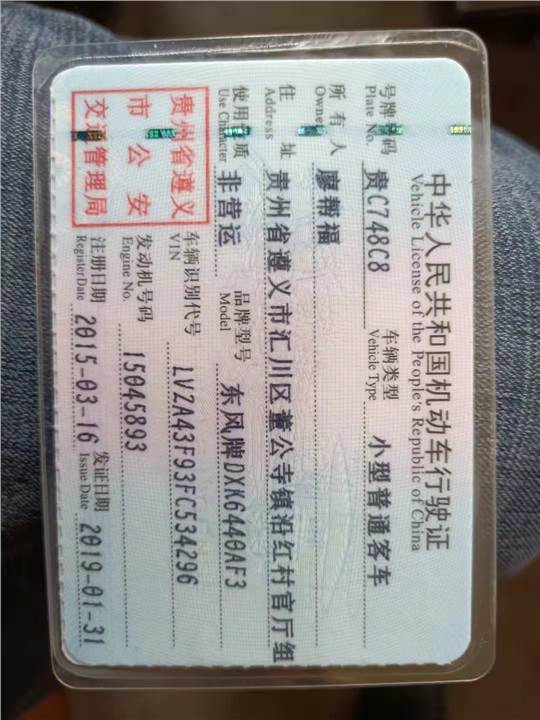 中华人民共和国机动车行驶证
Vehicle License of the People's Republic of China
号牌号码 贵C748C8 车辆类型 小型普通客车
Plate No. Vehicle Type
所有人 廖帮福
Owner
住址 贵州省遵义市汇川区董公寺镇沿红村官厅组
Address
使用性质 非营运 品牌型号 东风牌DXK6440AF3
Use Character Model
贵州省遵义
市公安
交通管理局
车辆识别代号 LVZA43F93FC534296
VIN
发动机号码 15045893
Engine No.
注册日期 2015-03-16 发证日期 2019-01-31
Register Date Issue Date